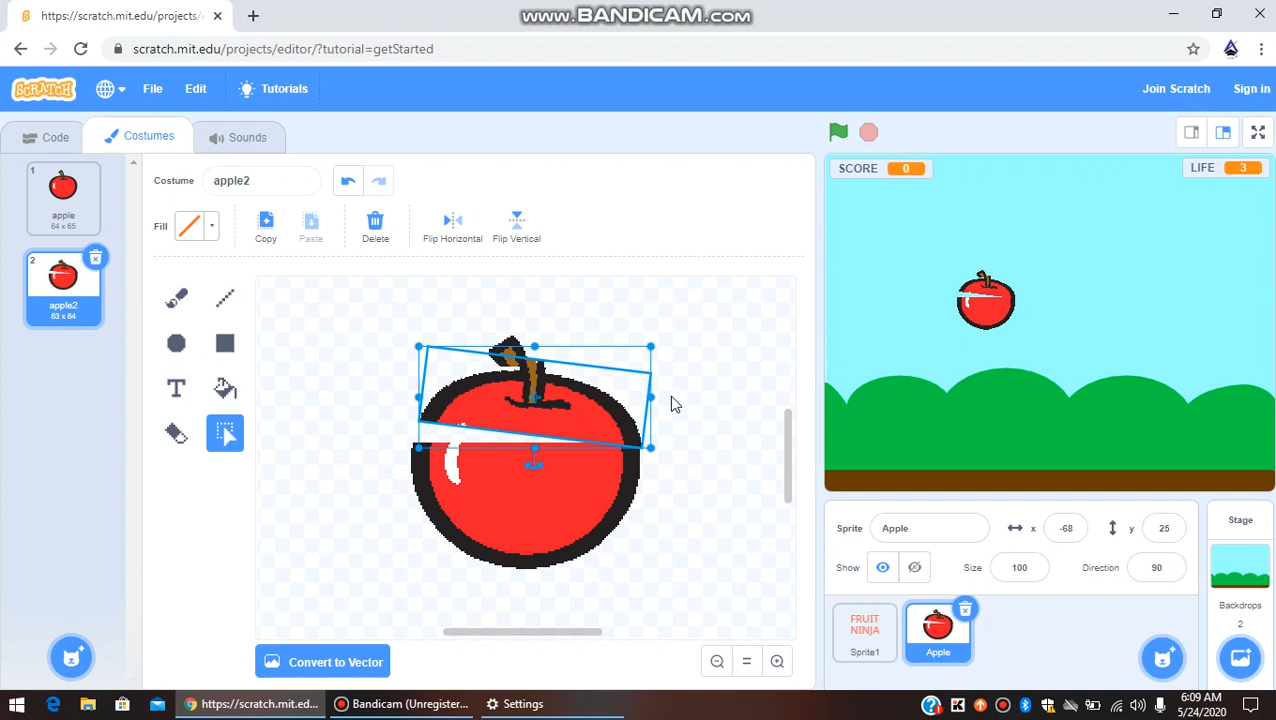 https://scratch.mit.edu/projects/e
www.BANDICAM.com
scratch.mit.edu/projects/editor/?tutorial=getStarted
SCRATCH
File
Edit
Tutorials
Join Scratch
Sign in
Code
Costumes
Sounds
1
apple
64 x 65
2
apple2
63 x 64
Costume
apple2
Fill
Copy
Paste
Delete
Flip Horizontal
Flip Vertical
T
Convert to Vector
SCORE 0
LIFE 3
Sprite
Apple
x
-68
y
25
Show
Size
100
Direction
90
FRUIT
NINJA
Sprite1
Apple
Stage
Backdrops
2
https://scratch.mit.ed...
Bandicam (Unregister...
Settings
6:09 AM
5/24/2020